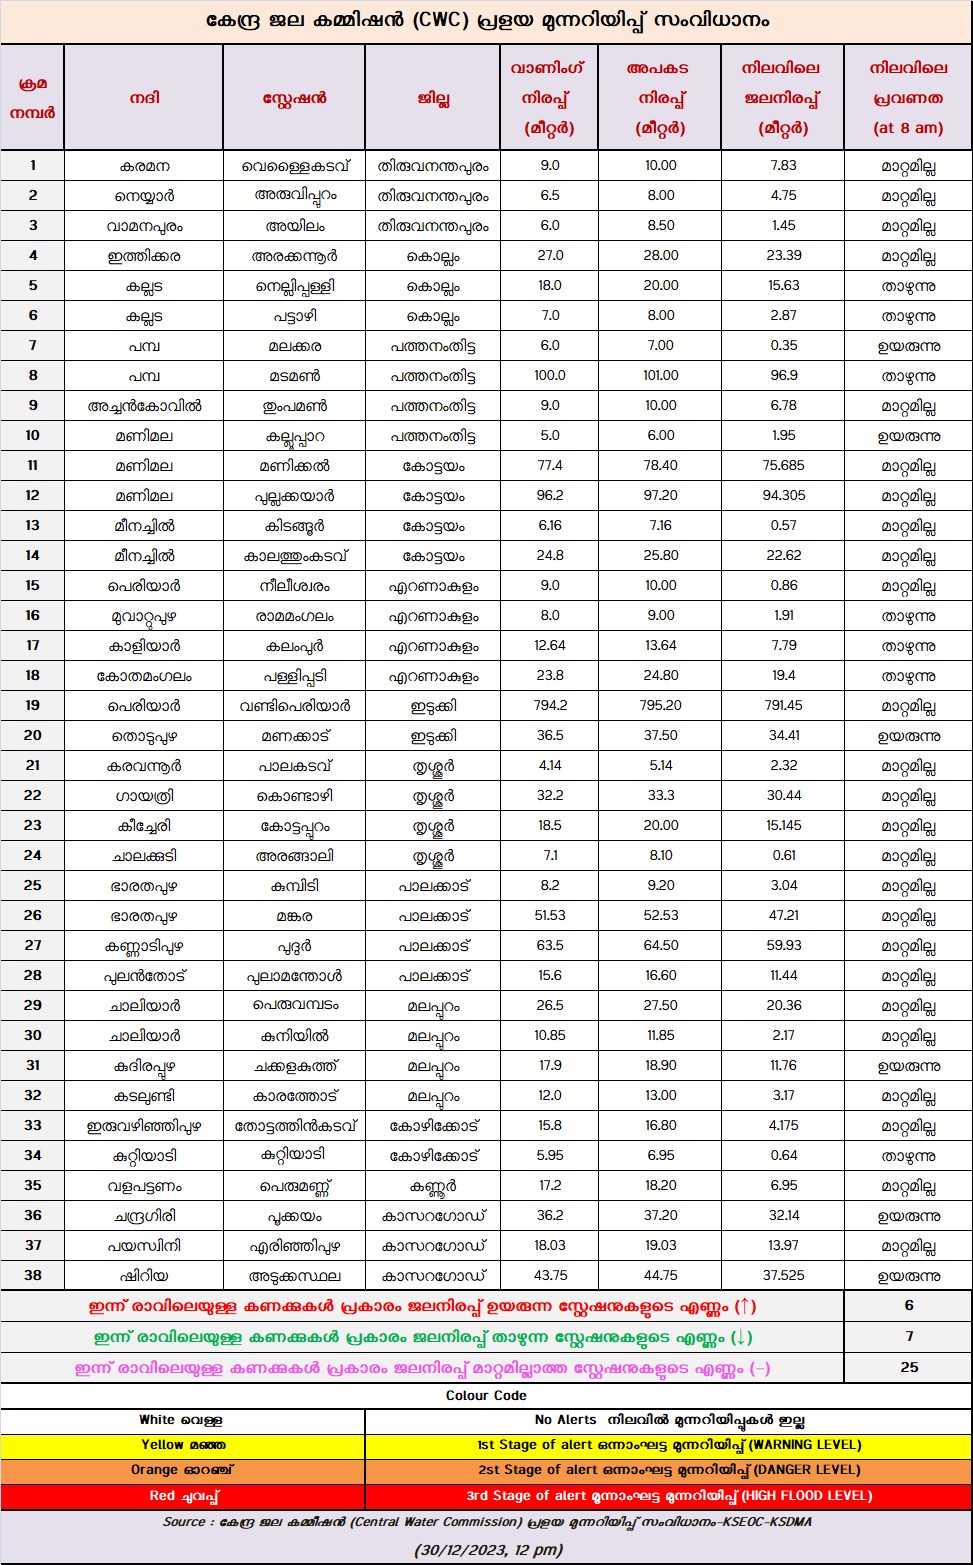 കേന്ദ്ര ജല കമ്മിഷൻ (CWC) പ്രളയ മുന്നറിയിപ്പ് സംവിധാനം
ക്രമ നമ്പർ നദി സ്റ്റേഷൻ ജില്ല വാണിംഗ് നിരപ്പ് (മീറ്റർ) അപകട നിരപ്പ് (മീറ്റർ) നിലവിലെ ജലനിരപ്പ് (മീറ്റർ) നിലവിലെ പ്രവണത (at 8 am)
1 കരമന വെള്ളൈകടവ് തിരുവനന്തപുരം 9.0 10.00 7.83 മാറ്റമില്ല
2 നെയ്യാർ അരുവിപ്പുറം തിരുവനന്തപുരം 6.5 8.00 4.75 മാറ്റമില്ല
3 വാമനപുരം അയിലം തിരുവനന്തപുരം 6.0 8.50 1.45 മാറ്റമില്ല
4 ഇത്തിക്കര അരക്കന്നൂർ കൊല്ലം 27.0 28.00 23.39 മാറ്റമില്ല
5 കല്ലട നെല്ലിപ്പള്ളി കൊല്ലം 18.0 20.00 15.63 താഴുന്നു
6 കല്ലട പട്ടാഴി കൊല്ലം 7.0 8.00 2.87 താഴുന്നു
7 പമ്പ മലക്കര പത്തനംതിട്ട 6.0 7.00 0.35 ഉയരുന്നു
8 പമ്പ മടമൺ പത്തനംതിട്ട 100.0 101.00 96.9 താഴുന്നു
9 അച്ചൻകോവിൽ തുംപമൺ പത്തനംതിട്ട 9.0 10.00 6.78 മാറ്റമില്ല
10 മണിമല കല്ലൂപ്പാറ പത്തനംതിട്ട 5.0 6.00 1.95 ഉയരുന്നു
11 മണിമല മണിക്കൽ കോട്ടയം 77.4 78.40 75.685 മാറ്റമില്ല
12 മണിമല പുല്ലക്കയാർ കോട്ടയം 96.2 97.20 94.305 മാറ്റമില്ല
13 മീനച്ചിൽ കിടങ്ങൂർ കോട്ടയം 6.16 7.16 0.57 മാറ്റമില്ല
14 മീനച്ചിൽ കാലത്തുംകടവ് കോട്ടയം 24.8 25.80 22.62 മാറ്റമില്ല
15 പെരിയാർ നീലീശ്വരം എറണാകുളം 9.0 10.00 0.86 മാറ്റമില്ല
16 മുവാറ്റുപുഴ രാമമംഗലം എറണാകുളം 8.0 9.00 1.91 താഴുന്നു
17 കാളിയാർ കലംപുർ എറണാകുളം 12.64 13.64 7.79 താഴുന്നു
18 കോതമംഗലം പള്ളിപ്പടി എറണാകുളം 23.8 24.80 19.4 താഴുന്നു
19 പെരിയാർ വണ്ടിപെരിയാർ ഇടുക്കി 794.2 795.20 791.45 മാറ്റമില്ല
20 തൊടുപുഴ മണക്കാട് ഇടുക്കി 36.5 37.50 34.41 ഉയരുന്നു
21 കരവന്നൂർ പാലകടവ് തൃശ്ശൂർ 4.14 5.14 2.32 മാറ്റമില്ല
22 ഗായത്രി കൊണ്ടാഴി തൃശ്ശൂർ 32.2 33.3 30.44 മാറ്റമില്ല
23 കീച്ചേരി കോട്ടപ്പുറം തൃശ്ശൂർ 18.5 20.00 15.145 മാറ്റമില്ല
24 ചാലക്കുടി അരങ്ങാലി തൃശ്ശൂർ 7.1 8.10 0.61 മാറ്റമില്ല
25 ഭാരതപുഴ കുമ്പിടി പാലക്കാട് 8.2 9.20 3.04 മാറ്റമില്ല
26 ഭാരതപുഴ മങ്കര പാലക്കാട് 51.53 52.53 47.21 മാറ്റമില്ല
27 കണ്ണാടിപുഴ പുദുർ പാലക്കാട് 63.5 64.50 59.93 മാറ്റമില്ല
28 പുലൻതോട് പുലാമന്തോൾ പാലക്കാട് 15.6 16.60 11.44 മാറ്റമില്ല
29 ചാലിയാർ പെരുവമ്പടം മലപ്പുറം 26.5 27.50 20.36 മാറ്റമില്ല
30 ചാലിയാർ കുനിയിൽ മലപ്പുറം 10.85 11.85 2.17 മാറ്റമില്ല
31 കുദിരപ്പുഴ ചക്കളകുത്ത് മലപ്പുറം 17.9 18.90 11.76 ഉയരുന്നു
32 കടലുണ്ടി കാരത്തോട് മലപ്പുറം 12.0 13.00 3.17 മാറ്റമില്ല
33 ഇരുവഴിഞ്ഞിപുഴ തോട്ടത്തിൻകടവ് കോഴിക്കോട് 15.8 16.80 4.175 മാറ്റമില്ല
34 കുറ്റിയാടി കുറ്റിയാടി കോഴിക്കോട് 5.95 6.95 0.64 താഴുന്നു
35 വളപട്ടണം പെരുമണ്ണ് കണ്ണൂർ 17.2 18.20 6.95 മാറ്റമില്ല
36 ചന്ദ്രഗിരി പൂക്കയം കാസറഗോഡ് 36.2 37.20 32.14 ഉയരുന്നു
37 പയസ്വിനി എരിഞ്ഞിപുഴ കാസറഗോഡ് 18.03 19.03 13.97 മാറ്റമില്ല
38 ഷിറിയ അടുക്കസ്ഥല കാസറഗോഡ് 43.75 44.75 37.525 ഉയരുന്നു
ഇന്ന് രാവിലെയുള്ള കണക്കുകൾ പ്രകാരം ജലനിരപ്പ് ഉയരുന്ന സ്റ്റേഷനുകളുടെ എണ്ണം (↑) 6
ഇന്ന് രാവിലെയുള്ള കണക്കുകൾ പ്രകാരം ജലനിരപ്പ് താഴുന്ന സ്റ്റേഷനുകളുടെ എണ്ണം (↓) 7
ഇന്ന് രാവിലെയുള്ള കണക്കുകൾ പ്രകാരം ജലനിരപ്പ് മാറ്റമില്ലാത്ത സ്റ്റേഷനുകളുടെ എണ്ണം (-) 25
Colour Code
White വെള്ള No Alerts നിലവിൽ മുന്നറിയിപ്പുകൾ ഇല്ല
Yellow മഞ്ഞ 1st Stage of alert ഒന്നാംഘട്ട മുന്നറിയിപ്പ് (WARNING LEVEL)
Orange ഓറഞ്ച് 2st Stage of alert ഒന്നാംഘട്ട മുന്നറിയിപ്പ് (DANGER LEVEL)
Red ചുവപ്പ് 3rd Stage of alert മൂന്നാംഘട്ട മുന്നറിയിപ്പ് (HIGH FLOOD LEVEL)
Source : കേന്ദ്ര ജല കമ്മീഷൻ (Central Water Commission) പ്രളയ മുന്നറിയിപ്പ് സംവിധാനം-KSEOC-KSDMA
(30/12/2023, 12 pm)